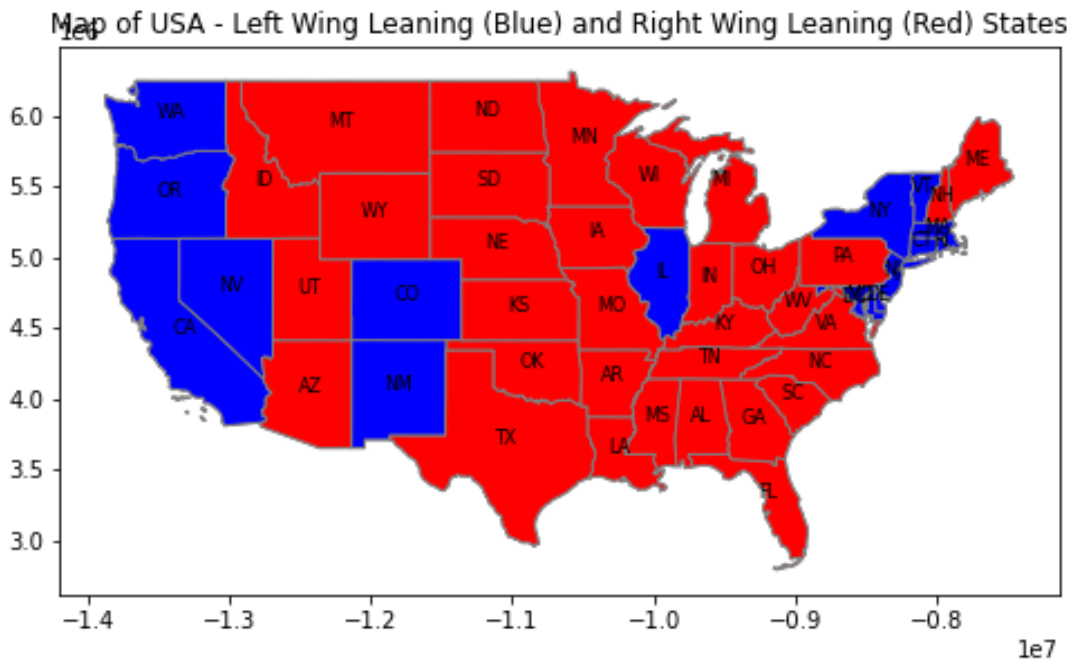 Map of USA - Left Wing Leaning (Blue) and Right Wing Leaning (Red) States
1e6
6.0
5.5
5.0
4.5
4.0
3.5
3.0
WA
MT
ND
MN
ME
OR
ID
SD
WI
MI
VT
NH
WY
NY
MA
NE
IA
CT
RI
NV
UT
CO
IL
IN
OH
PA
CA
KS
MO
WV
DE
KY
VA
AZ
NM
OK
AR
TN
NC
SC
TX
MS
AL
GA
LA
FL
−1.4
−1.3
−1.2
−1.1
−1.0
−0.9
−0.8
1e7